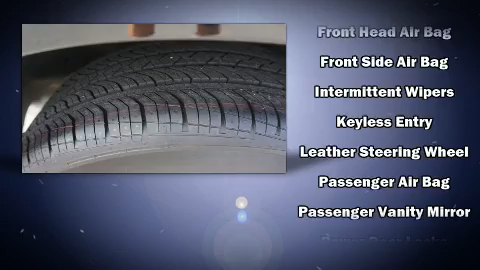 Front Head Air Bag
Front Side Air Bag
Intermittent Wipers
Keyless Entry
Leather Steering Wheel
Passenger Air Bag
Passenger Vanity Mirror